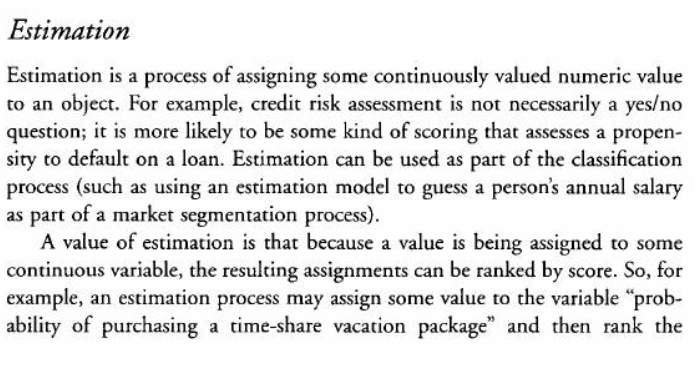 Estimation
Estimation is a process of assigning some continuously valued numeric value
to an object. For example, credit risk assessment is not necessarily a yes/no
question; it is more likely to be some kind of scoring that assesses a propen-
sity to default on a loan. Estimation can be used as part of the classification
process (such as using an estimation model to guess a person's annual salary
as part of a market segmentation process).
A value of estimation is that because a value is being assigned to some
continuous variable, the resulting assignments can be ranked by score. So, for
example, an estimation process may assign some value to the variable "prob-
ability of purchasing a time-share vacation package" and then rank the